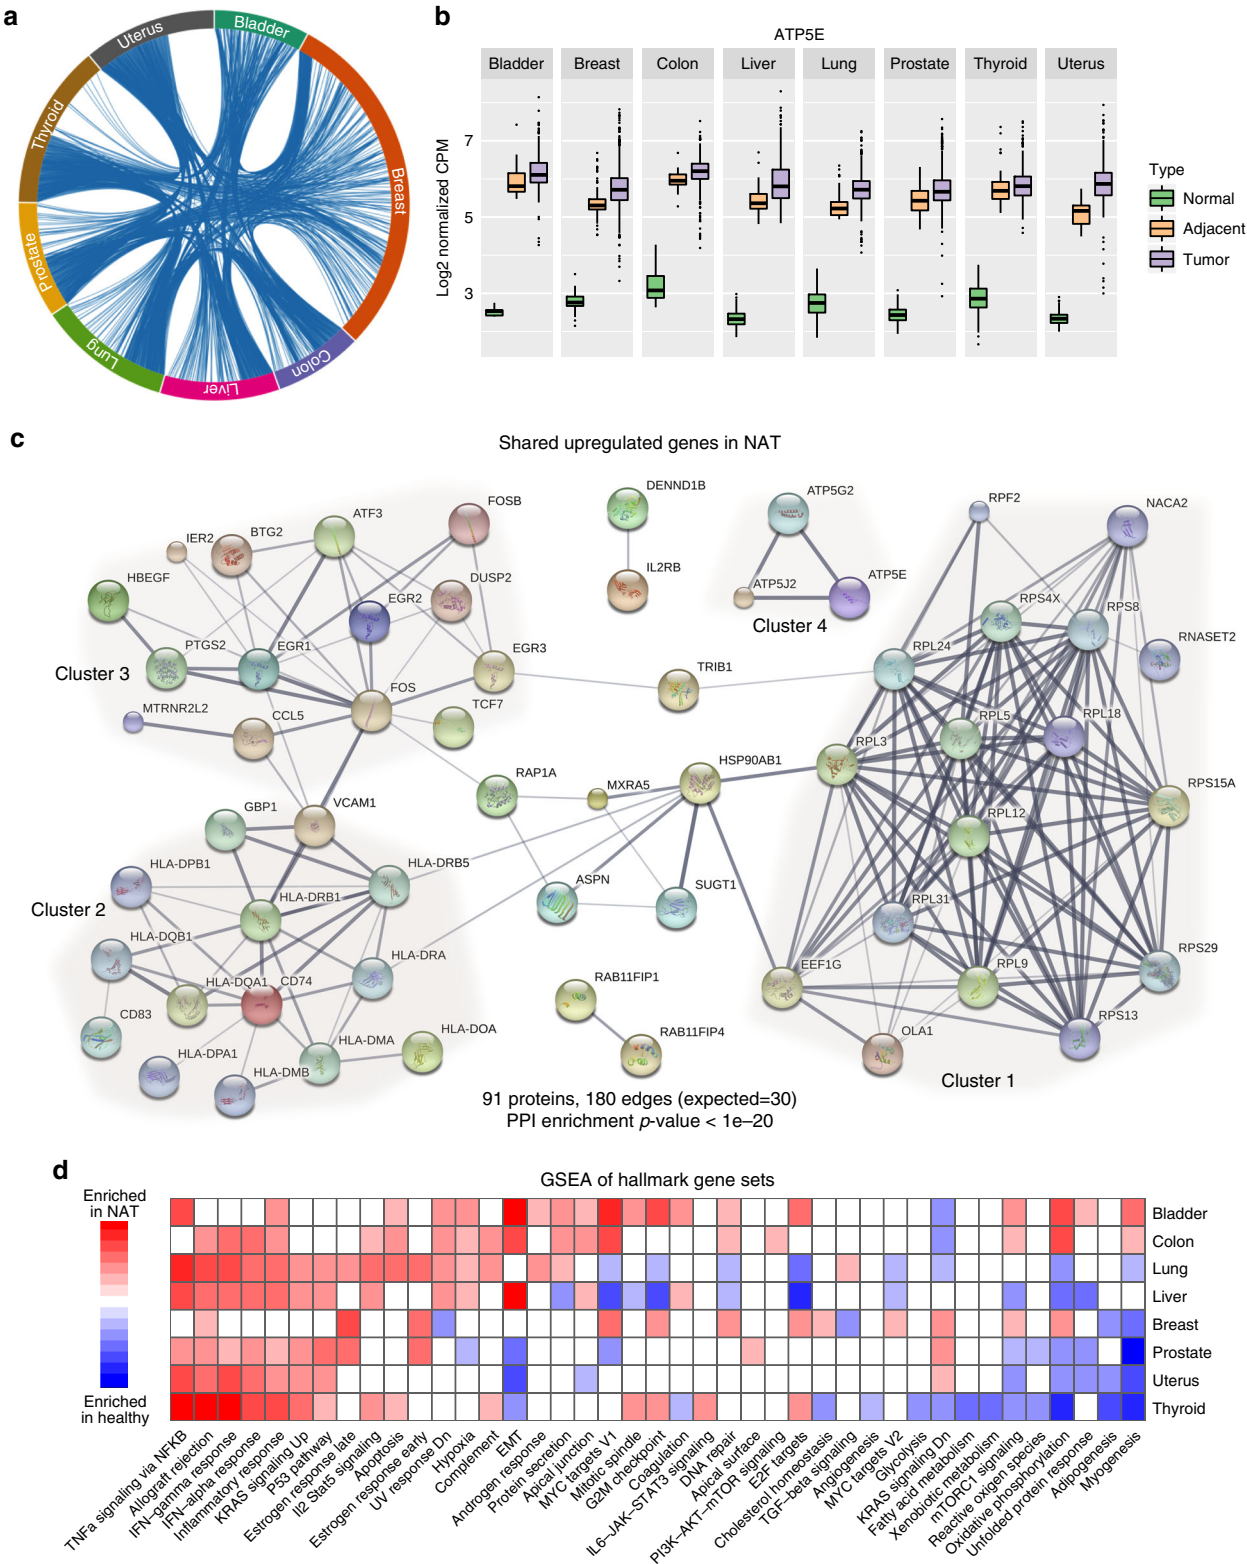 a
Uterus
Bladder
Breast
Colon
Liver
Lung
Prostate
Thyroid
b
ATP5E
Bladder Breast Colon Liver Lung Prostate Thyroid Uterus
Log2 normalized CPM
7
5
3
Type
Normal
Adjacent
Tumor
c
Shared upregulated genes in NAT
DENND1B
IL2RB
ATP5G2
ATP5J2
ATP5E
Cluster 4
RPF2
NACA2
FOSB
ATF3
BTG2
IER2
HBEGF
DUSP2
EGR2
PTGS2
EGR1
EGR3
Cluster 3
FOS
TCF7
MTRNR2L2
CCL5
TRIB1
RPS4X
RPS8
RNASET2
RPL24
RPL5
RPL18
RPL3
RPS15A
RPL12
RPL31
RPL9
RPS29
EEF1G
RPS13
OLA1
Cluster 1
HSP90AB1
RAP1A
MXRA5
ASPN
SUGT1
GBP1
VCAM1
HLA-DPB1
HLA-DRB5
HLA-DRB1
Cluster 2
HLA-DQB1
HLA-DRA
HLA-DQA1
CD74
CD83
HLA-DPA1
HLA-DMB
HLA-DMA
HLA-DOA
RAB11FIP1
RAB11FIP4
91 proteins, 180 edges (expected=30)
PPI enrichment p-value < 1e–20
d
GSEA of hallmark gene sets
Enriched
in NAT
Enriched
in healthy
Bladder
Colon
Lung
Liver
Breast
Prostate
Uterus
Thyroid
TNFa signaling via NFKB
Allograft rejection
IFN–gamma response
IFN–alpha response
Inflammatory response
KRAS signaling Up
P53 pathway
Estrogen response late
Il2 Stat5 signaling
Apoptosis
Estrogen response early
UV response Dn
Hypoxia
Complement
EMT
Androgen response
Protein secretion
Apical junction
MYC targets V1
Mitotic spindle
G2M checkpoint
Coagulation
IL6–JAK–STAT3 signaling
DNA repair
Apical surface
PI3K–AKT–mTOR signaling
E2F targets
Cholesterol homeostasis
TGF–beta signaling
Angiogenesis
MYC targets V2
Glycolysis
KRAS signaling Dn
Fatty acid metabolism
Xenobiotic metabolism
mTORC1 signaling
Reactive oxigen species
Oxidative phosphorylation
Unfolded protein response
Adipogenesis
Myogenesis